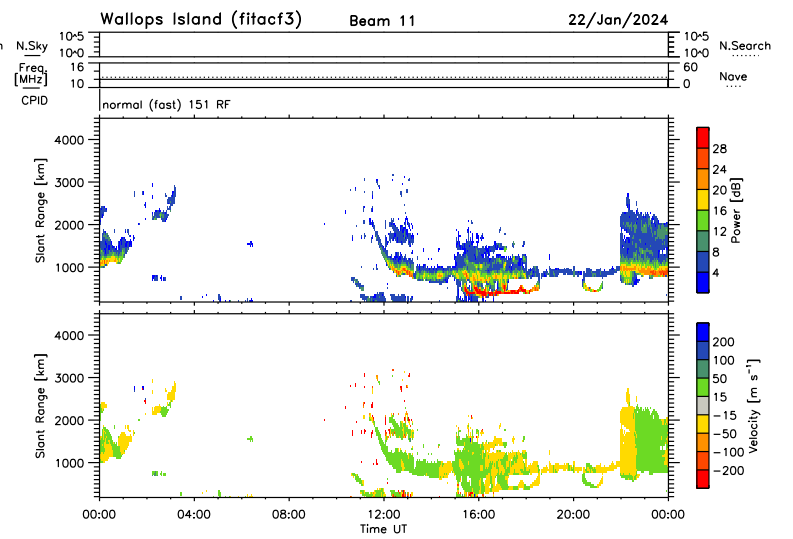 Wallops Island (fitacf3) Beam 11 22/Jan/2024
n N.Sky 10^5 10^0 10^5 10^0 N.Search
Freq. [MHz] 16 10 60 0 Nave
CPID normal (fast) 151 RF
Slant Range [km]
4000
3000
2000
1000
28
24
20
16
12
8
4
Power [dB]
Slant Range [km]
4000
3000
2000
1000
200
100
50
15
-15
-50
-100
-200
Velocity [m s⁻¹]
00:00 04:00 08:00 12:00 16:00 20:00 00:00
Time UT